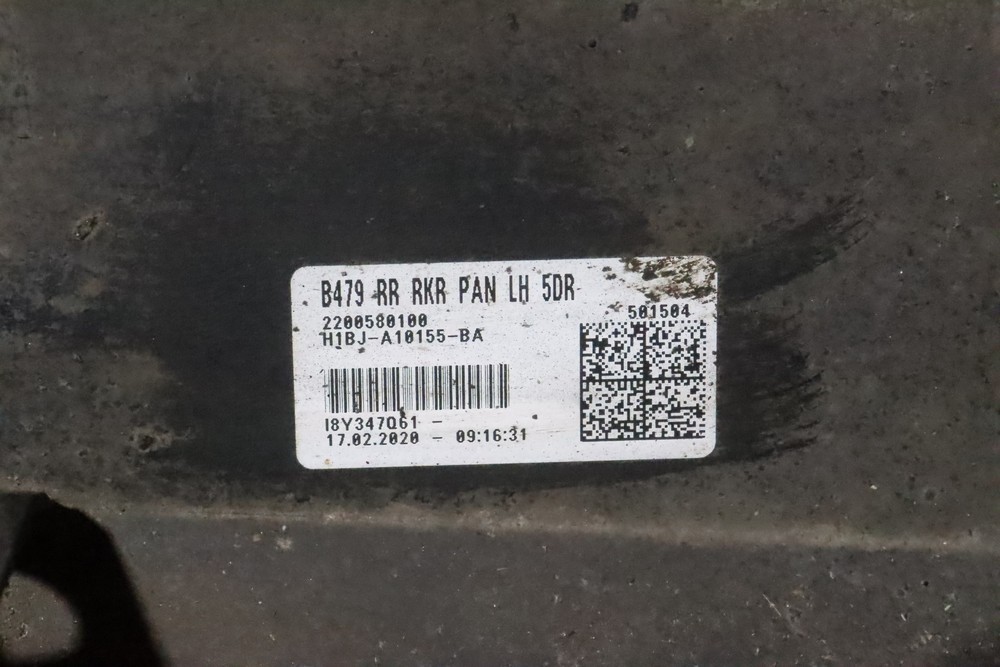 B479 RR RKR PAN LH 5DR
2200580100
H1BJ-A10155-BA
501504
I8Y347Q61 -
17.02.2020 - 09:16:31